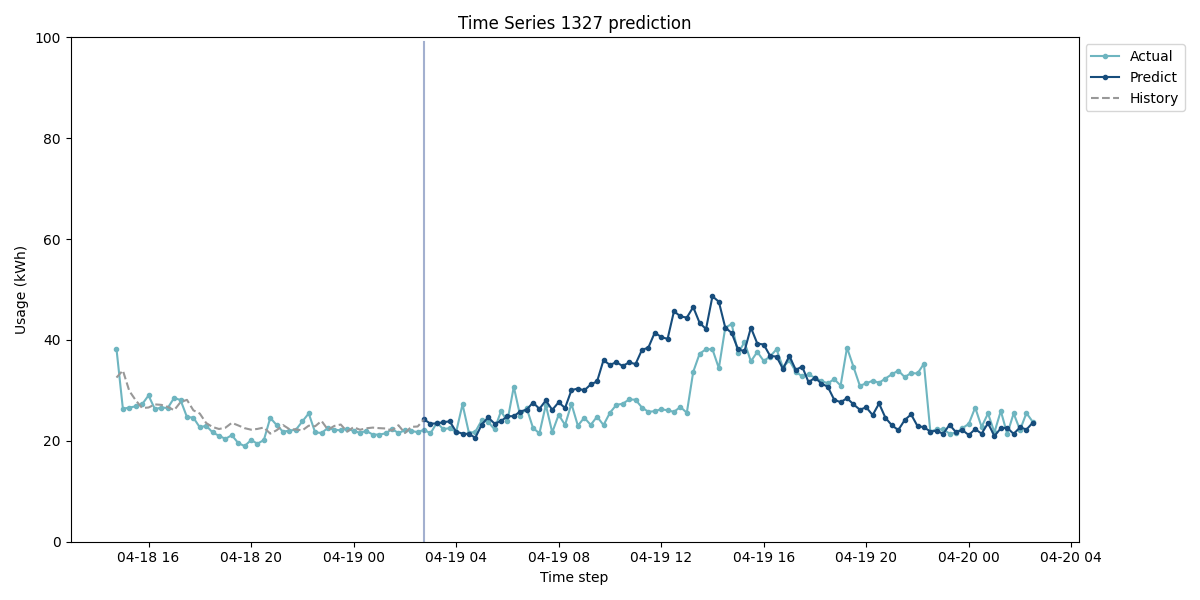 Time Series 1327 prediction
100
80
60
40
20
0
Usage (kWh)
04-18 16
04-18 20
04-19 00
04-19 04
04-19 08
04-19 12
04-19 16
04-19 20
04-20 00
04-20 04
Time step
Actual
Predict
History